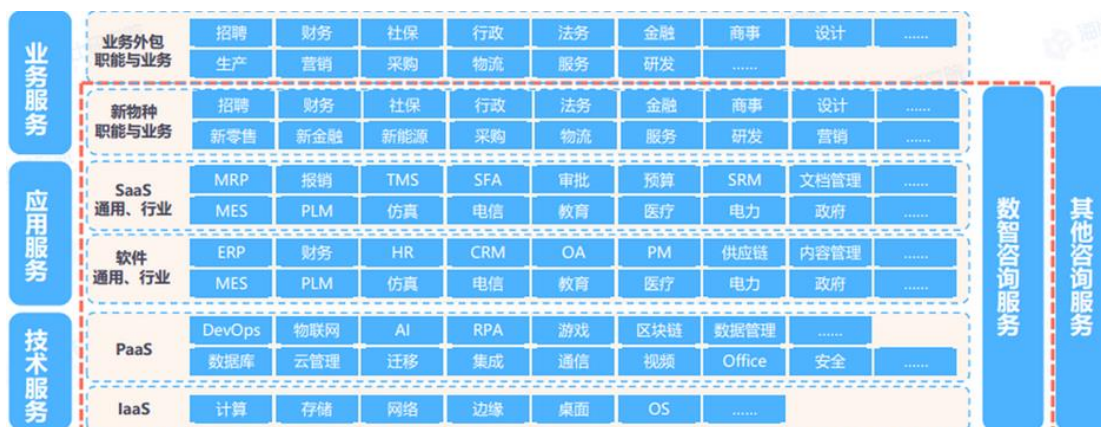 业务服务
业务外包
职能与业务
招聘 财务 社保 行政 法务 金融 商事 设计 ......
生产 营销 采购 物流 服务 研发 ......
新物种
职能与业务
招聘 财务 社保 行政 法务 金融 商事 设计 ......
新零售 新金融 新能源 采购 物流 服务 研发 营销 ......
应用服务
SaaS
通用、行业
MRP 报销 TMS SFA 审批 预算 SRM 文档管理 ......
MES PLM 仿真 电信 教育 医疗 电力 政府 ......
软件
通用、行业
ERP 财务 HR CRM OA PM 供应链 内容管理 ......
MES PLM 仿真 电信 教育 医疗 电力 政府 ......
技术服务
PaaS
DevOps 物联网 AI RPA 游戏 区块链 数据管理 ......
数据库 云管理 迁移 集成 通信 视频 Office 安全 ......
IaaS
计算 存储 网络 边缘 桌面 OS ......
数智咨询服务
其他咨询服务